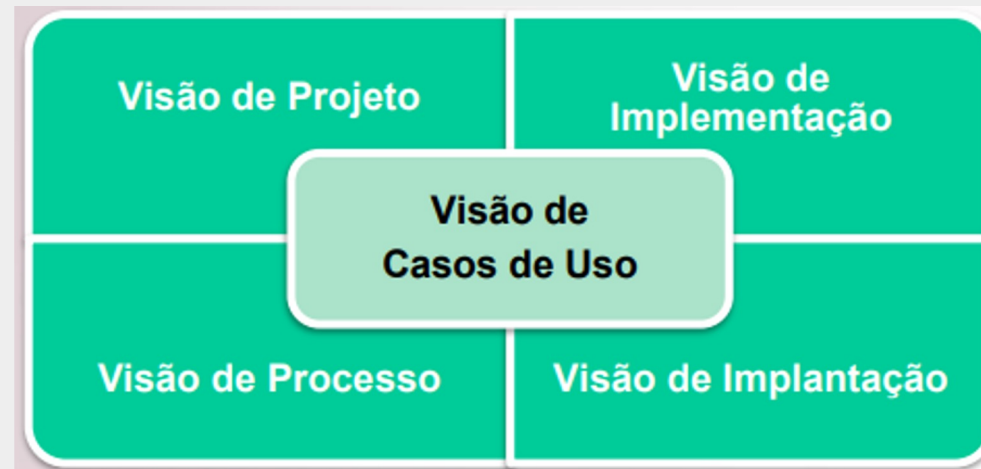 Visão de Projeto
Visão de
Implementação
Visão de
Casos de Uso
Visão de Processo
Visão de Implantação